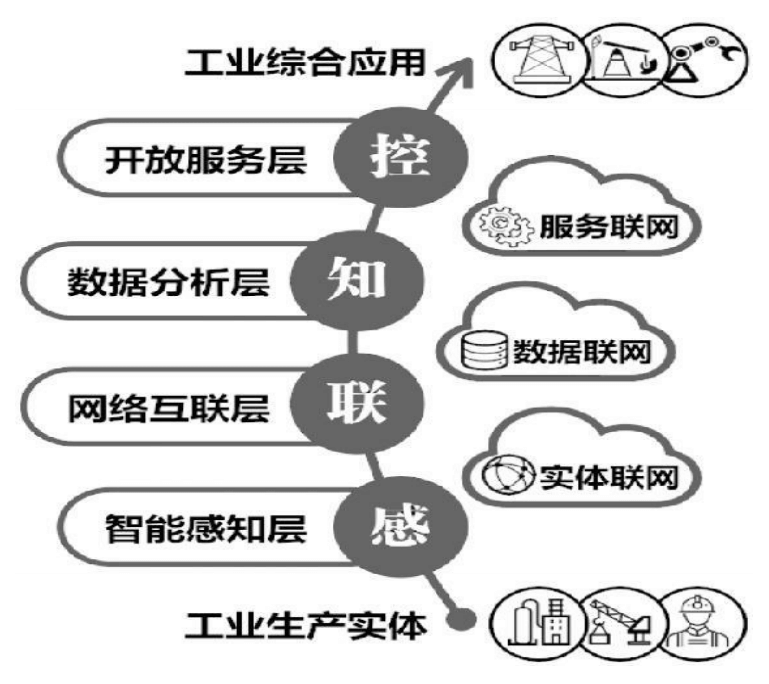 工业综合应用
开放服务层
控
服务联网
数据分析层
知
数据联网
网络互联层
联
实体联网
智能感知层
感
工业生产实体